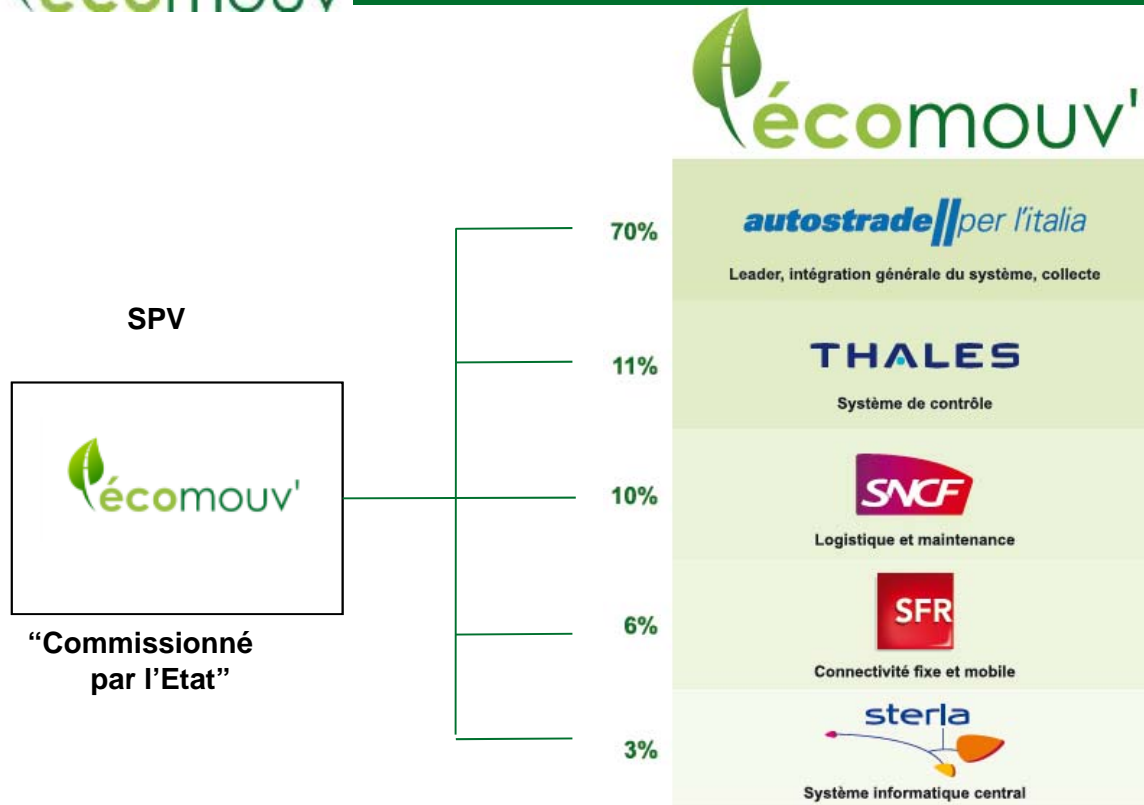 écomouv'
écomouv'
70%
autostrade//per l'italia
Leader, intégration générale du système, collecte
SPV
11%
THALES
Système de contrôle
écomouv'
10%
SNCF
Logistique et maintenance
“Commissionné
par l’Etat”
6%
SFR
Connectivité fixe et mobile
3%
steria
Système informatique central